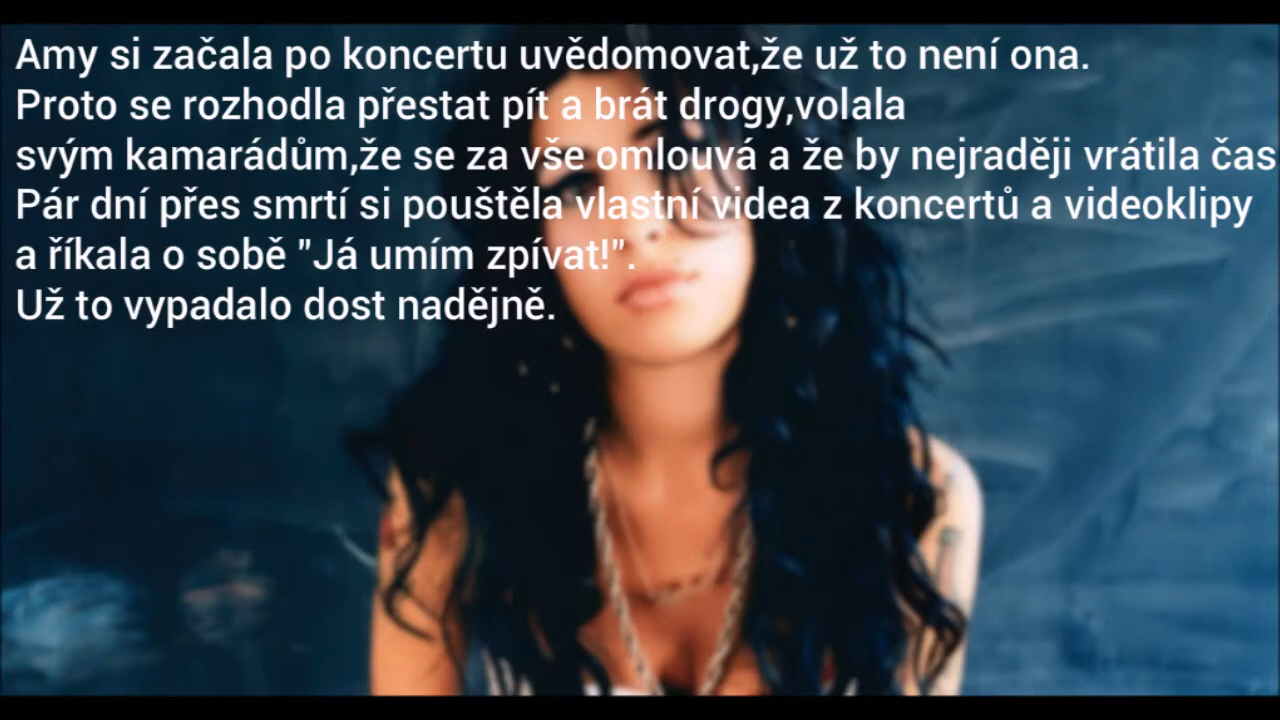 Amy si začala po koncertu uvědomovat,že už to není ona.
Proto se rozhodla přestat pít a brát drogy,volala
svým kamarádům,že se za vše omlouvá a že by nejraději vrátila čas
Pár dní přes smrtí si pouštěla vlastní videa z koncertů a videoklipy
a říkala o sobě "Já umím zpívat!".
Už to vypadalo dost nadějně.